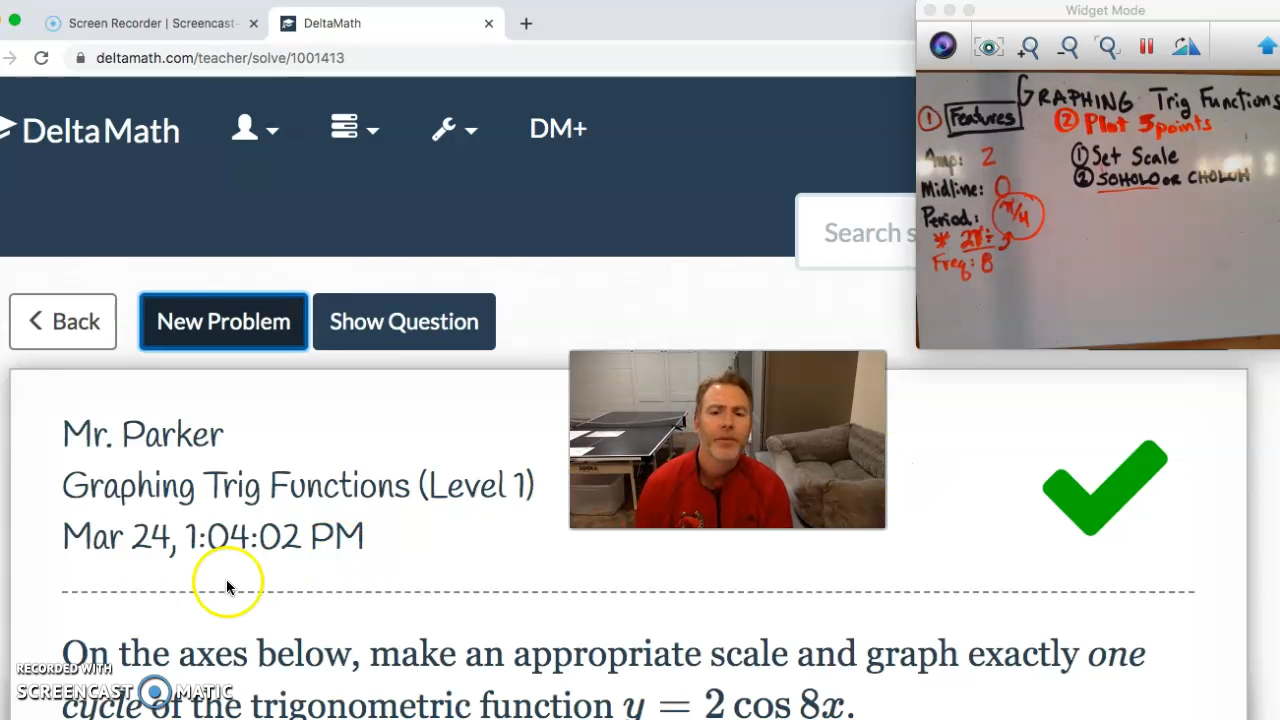 Screen Recorder | Screencast-
DeltaMath
deltamath.com/teacher/solve/1001413
Widget Mode
DeltaMath
DM+
Search s
GRAPHING Trig Functions
① Features
② Plot 5 points
Amp: 2
① Set Scale
Midline: 0
② SOHOLO OR CHOLOH
Period: π/4
* 2π ÷
Freq: 8
Back
New Problem
Show Question
Mr. Parker
Graphing Trig Functions (Level 1)
Mar 24, 1:04:02 PM
On the axes below, make an appropriate scale and graph exactly one
cycle of the trigonometric function y = 2 cos 8x.
RECORDED WITH
SCREENCAST MATIC